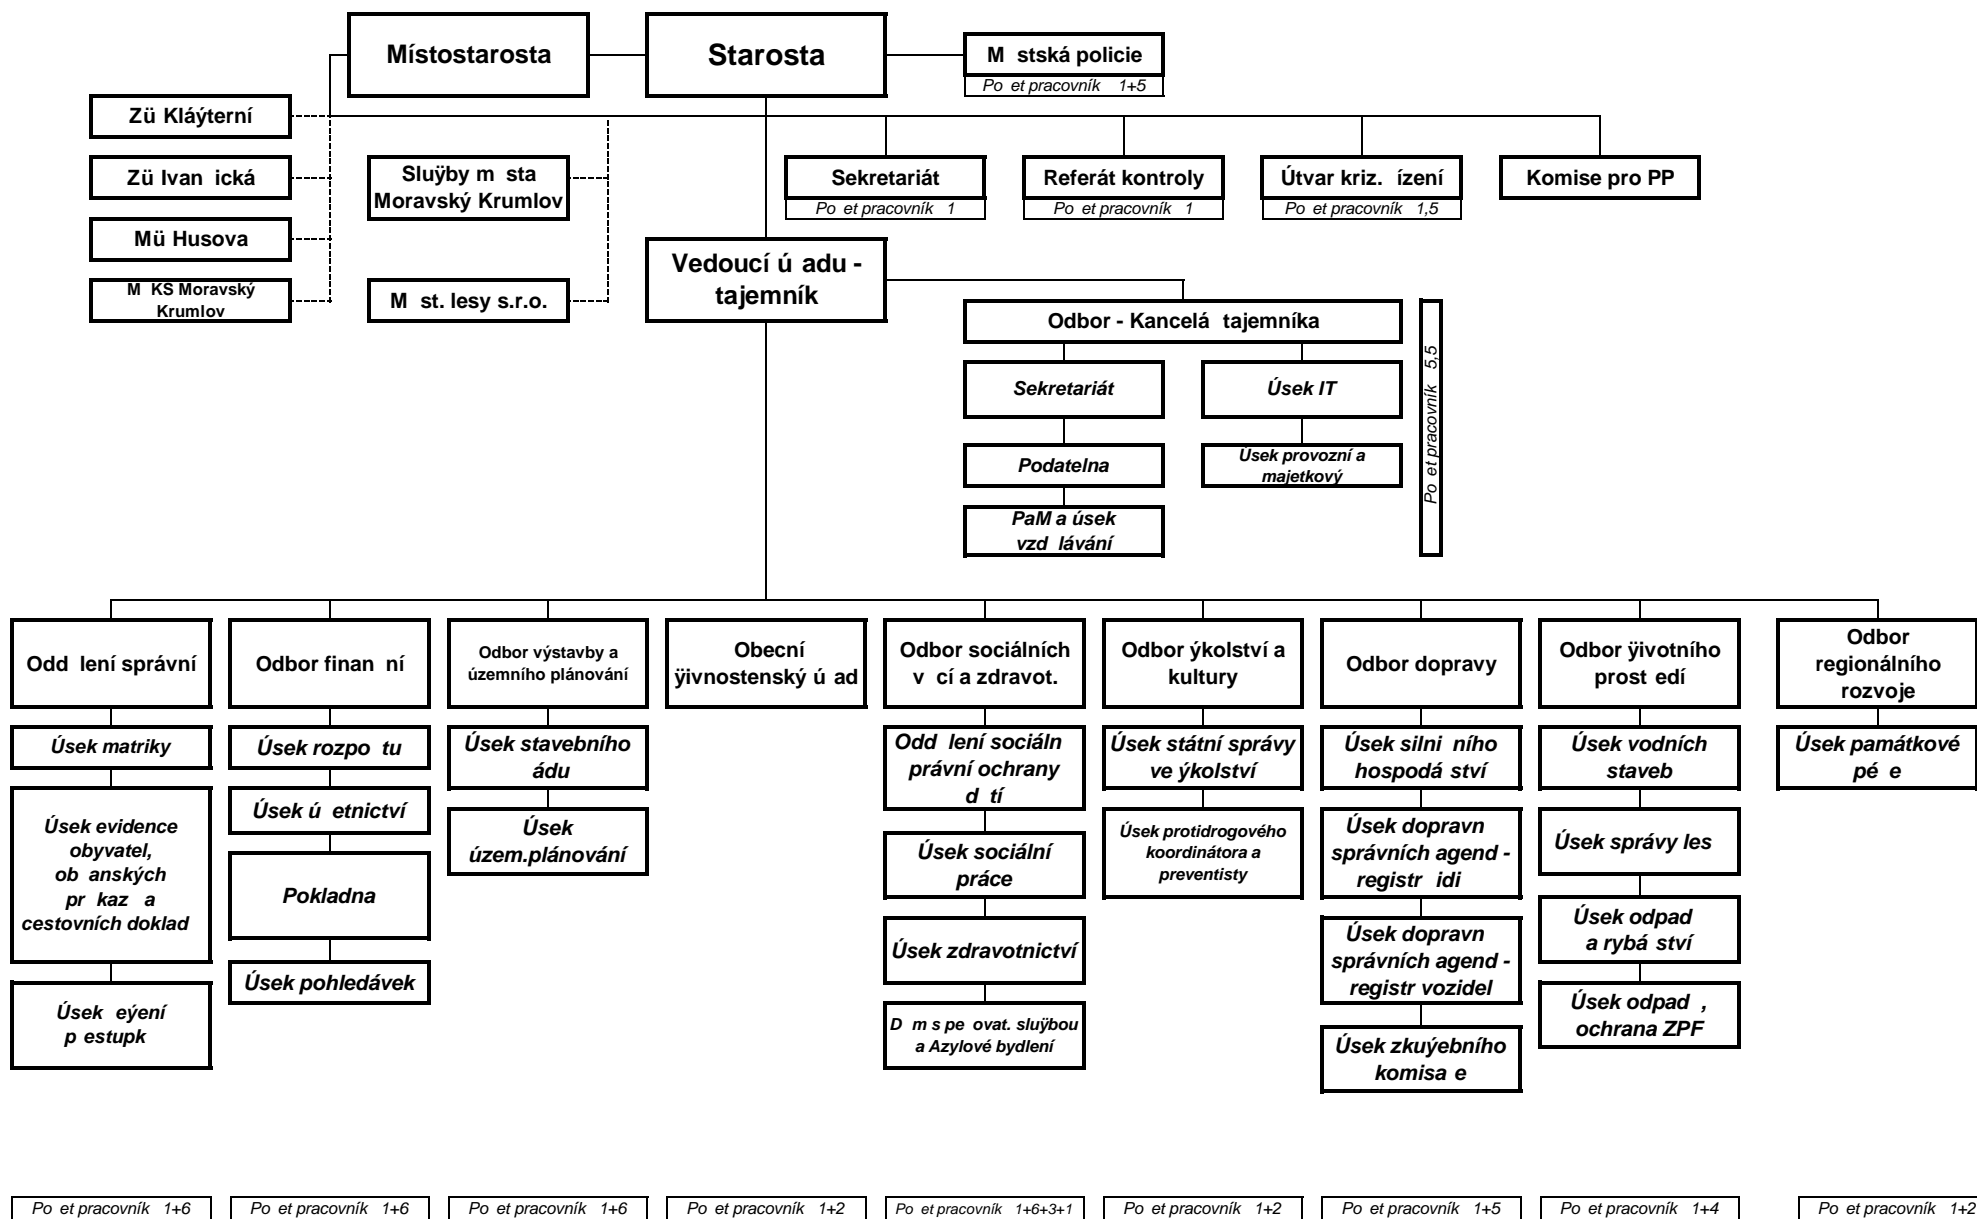 Místostarosta
Starosta
M stská policie
Po et pracovník 1+5
Zü Kláýterní
Zü Ivan ická
Mü Husova
M KS Moravský
Krumlov
Sluÿby m sta
Moravský Krumlov
M st. lesy s.r.o.
Sekretariát
Po et pracovník 1
Referát kontroly
Po et pracovník 1
Útvar kriz. ízení
Po et pracovník 1,5
Komise pro PP
Vedoucí ú adu -
tajemník
Odbor - Kancelá tajemníka
Sekretariát
Podatelna
PaM a úsek
vzd lávání
Úsek IT
Úsek provozní a
majetkový
Po et pracovník 5,5
Odd lení správní
Úsek matriky
Úsek evidence
obyvatel,
ob anských
pr kaz a
cestovních doklad
Úsek eýení
p estupk
Odbor finan ní
Úsek rozpo tu
Úsek ú etnictví
Pokladna
Úsek pohledávek
Odbor výstavby a
územního plánování
Úsek stavebního
ádu
Úsek
územ.plánování
Obecní
ÿivnostenský ú ad
Odbor sociálních
v cí a zdravot.
Odd lení sociáln
právní ochrany
d tí
Úsek sociální
práce
Úsek zdravotnictví
D m s pe ovat. sluÿbou
a Azylové bydlení
Odbor ýkolství a
kultury
Úsek státní správy
ve ýkolství
Úsek protidrogového
koordinátora a
preventisty
Odbor dopravy
Úsek silni ního
hospodá ství
Úsek dopravn
správních agend -
registr idi
Úsek dopravn
správních agend -
registr vozidel
Úsek zkuýebního
komisa e
Odbor ÿivotního
prost edí
Úsek vodních
staveb
Úsek správy les
Úsek odpad
a rybá ství
Úsek odpad ,
ochrana ZPF
Odbor
regionálního
rozvoje
Úsek památkové
pé e
Po et pracovník 1+6
Po et pracovník 1+6
Po et pracovník 1+6
Po et pracovník 1+2
Po et pracovník 1+6+3+1
Po et pracovník 1+2
Po et pracovník 1+5
Po et pracovník 1+4
Po et pracovník 1+2